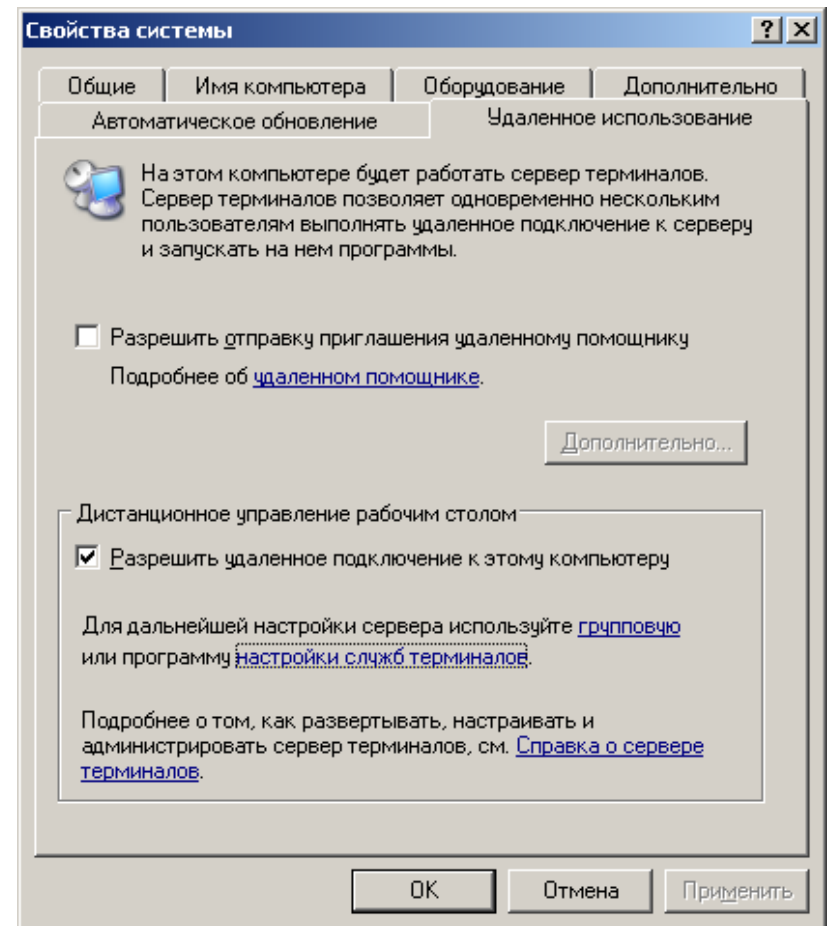 Свойства системы
Общие
Имя компьютера
Оборудование
Дополнительно
Автоматическое обновление
Удаленное использование
На этом компьютере будет работать сервер терминалов.
Сервер терминалов позволяет одновременно нескольким
пользователям выполнять удаленное подключение к серверу
и запускать на нем программы.
Разрешить отправку приглашения удаленному помощнику
Подробнее об удаленном помощнике.
Дополнительно...
Дистанционное управление рабочим столом
Разрешить удаленное подключение к этому компьютеру
Для дальнейшей настройки сервера используйте групповую
или программу настройки служб терминалов.
Подробнее о том, как развертывать, настраивать и
администрировать сервер терминалов, см. Справка о сервере
терминалов.
OK
Отмена
Применить